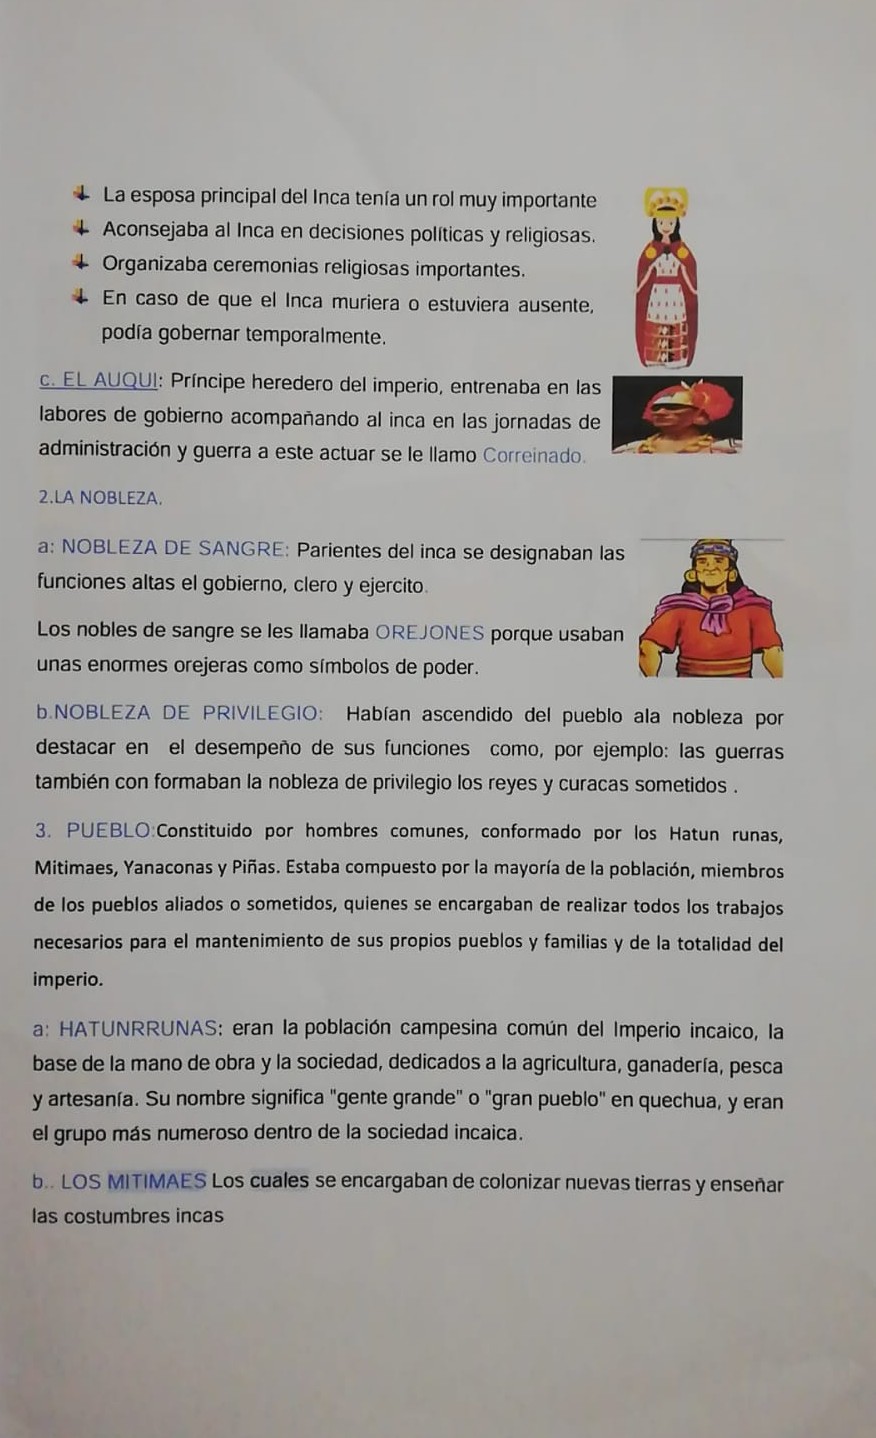 La esposa principal del Inca tenía un rol muy importante
Aconsejaba al Inca en decisiones políticas y religiosas.
Organizaba ceremonias religiosas importantes.
En caso de que el Inca muriera o estuviera ausente,
podía gobernar temporalmente.
c. EL AUQUI: Príncipe heredero del imperio, entrenaba en las
labores de gobierno acompañando al inca en las jornadas de
administración y guerra a este actuar se le llamo Correinado.
2.LA NOBLEZA.
a: NOBLEZA DE SANGRE: Parientes del inca se designaban las
funciones altas el gobierno, clero y ejercito.
Los nobles de sangre se les llamaba OREJONES porque usaban
unas enormes orejeras como símbolos de poder.
b.NOBLEZA DE PRIVILEGIO: Habían ascendido del pueblo ala nobleza por
destacar en el desempeño de sus funciones como, por ejemplo: las guerras
también con formaban la nobleza de privilegio los reyes y curacas sometidos .
3. PUEBLO:Constituido por hombres comunes, conformado por los Hatun runas,
Mitimaes, Yanaconas y Piñas. Estaba compuesto por la mayoría de la población, miembros
de los pueblos aliados o sometidos, quienes se encargaban de realizar todos los trabajos
necesarios para el mantenimiento de sus propios pueblos y familias y de la totalidad del
imperio.
a: HATUNRRUNAS: eran la población campesina común del Imperio incaico, la
base de la mano de obra y la sociedad, dedicados a la agricultura, ganadería, pesca
y artesanía. Su nombre significa "gente grande" o "gran pueblo" en quechua, y eran
el grupo más numeroso dentro de la sociedad incaica.
b.. LOS MITIMAES Los cuales se encargaban de colonizar nuevas tierras y enseñar
las costumbres incas